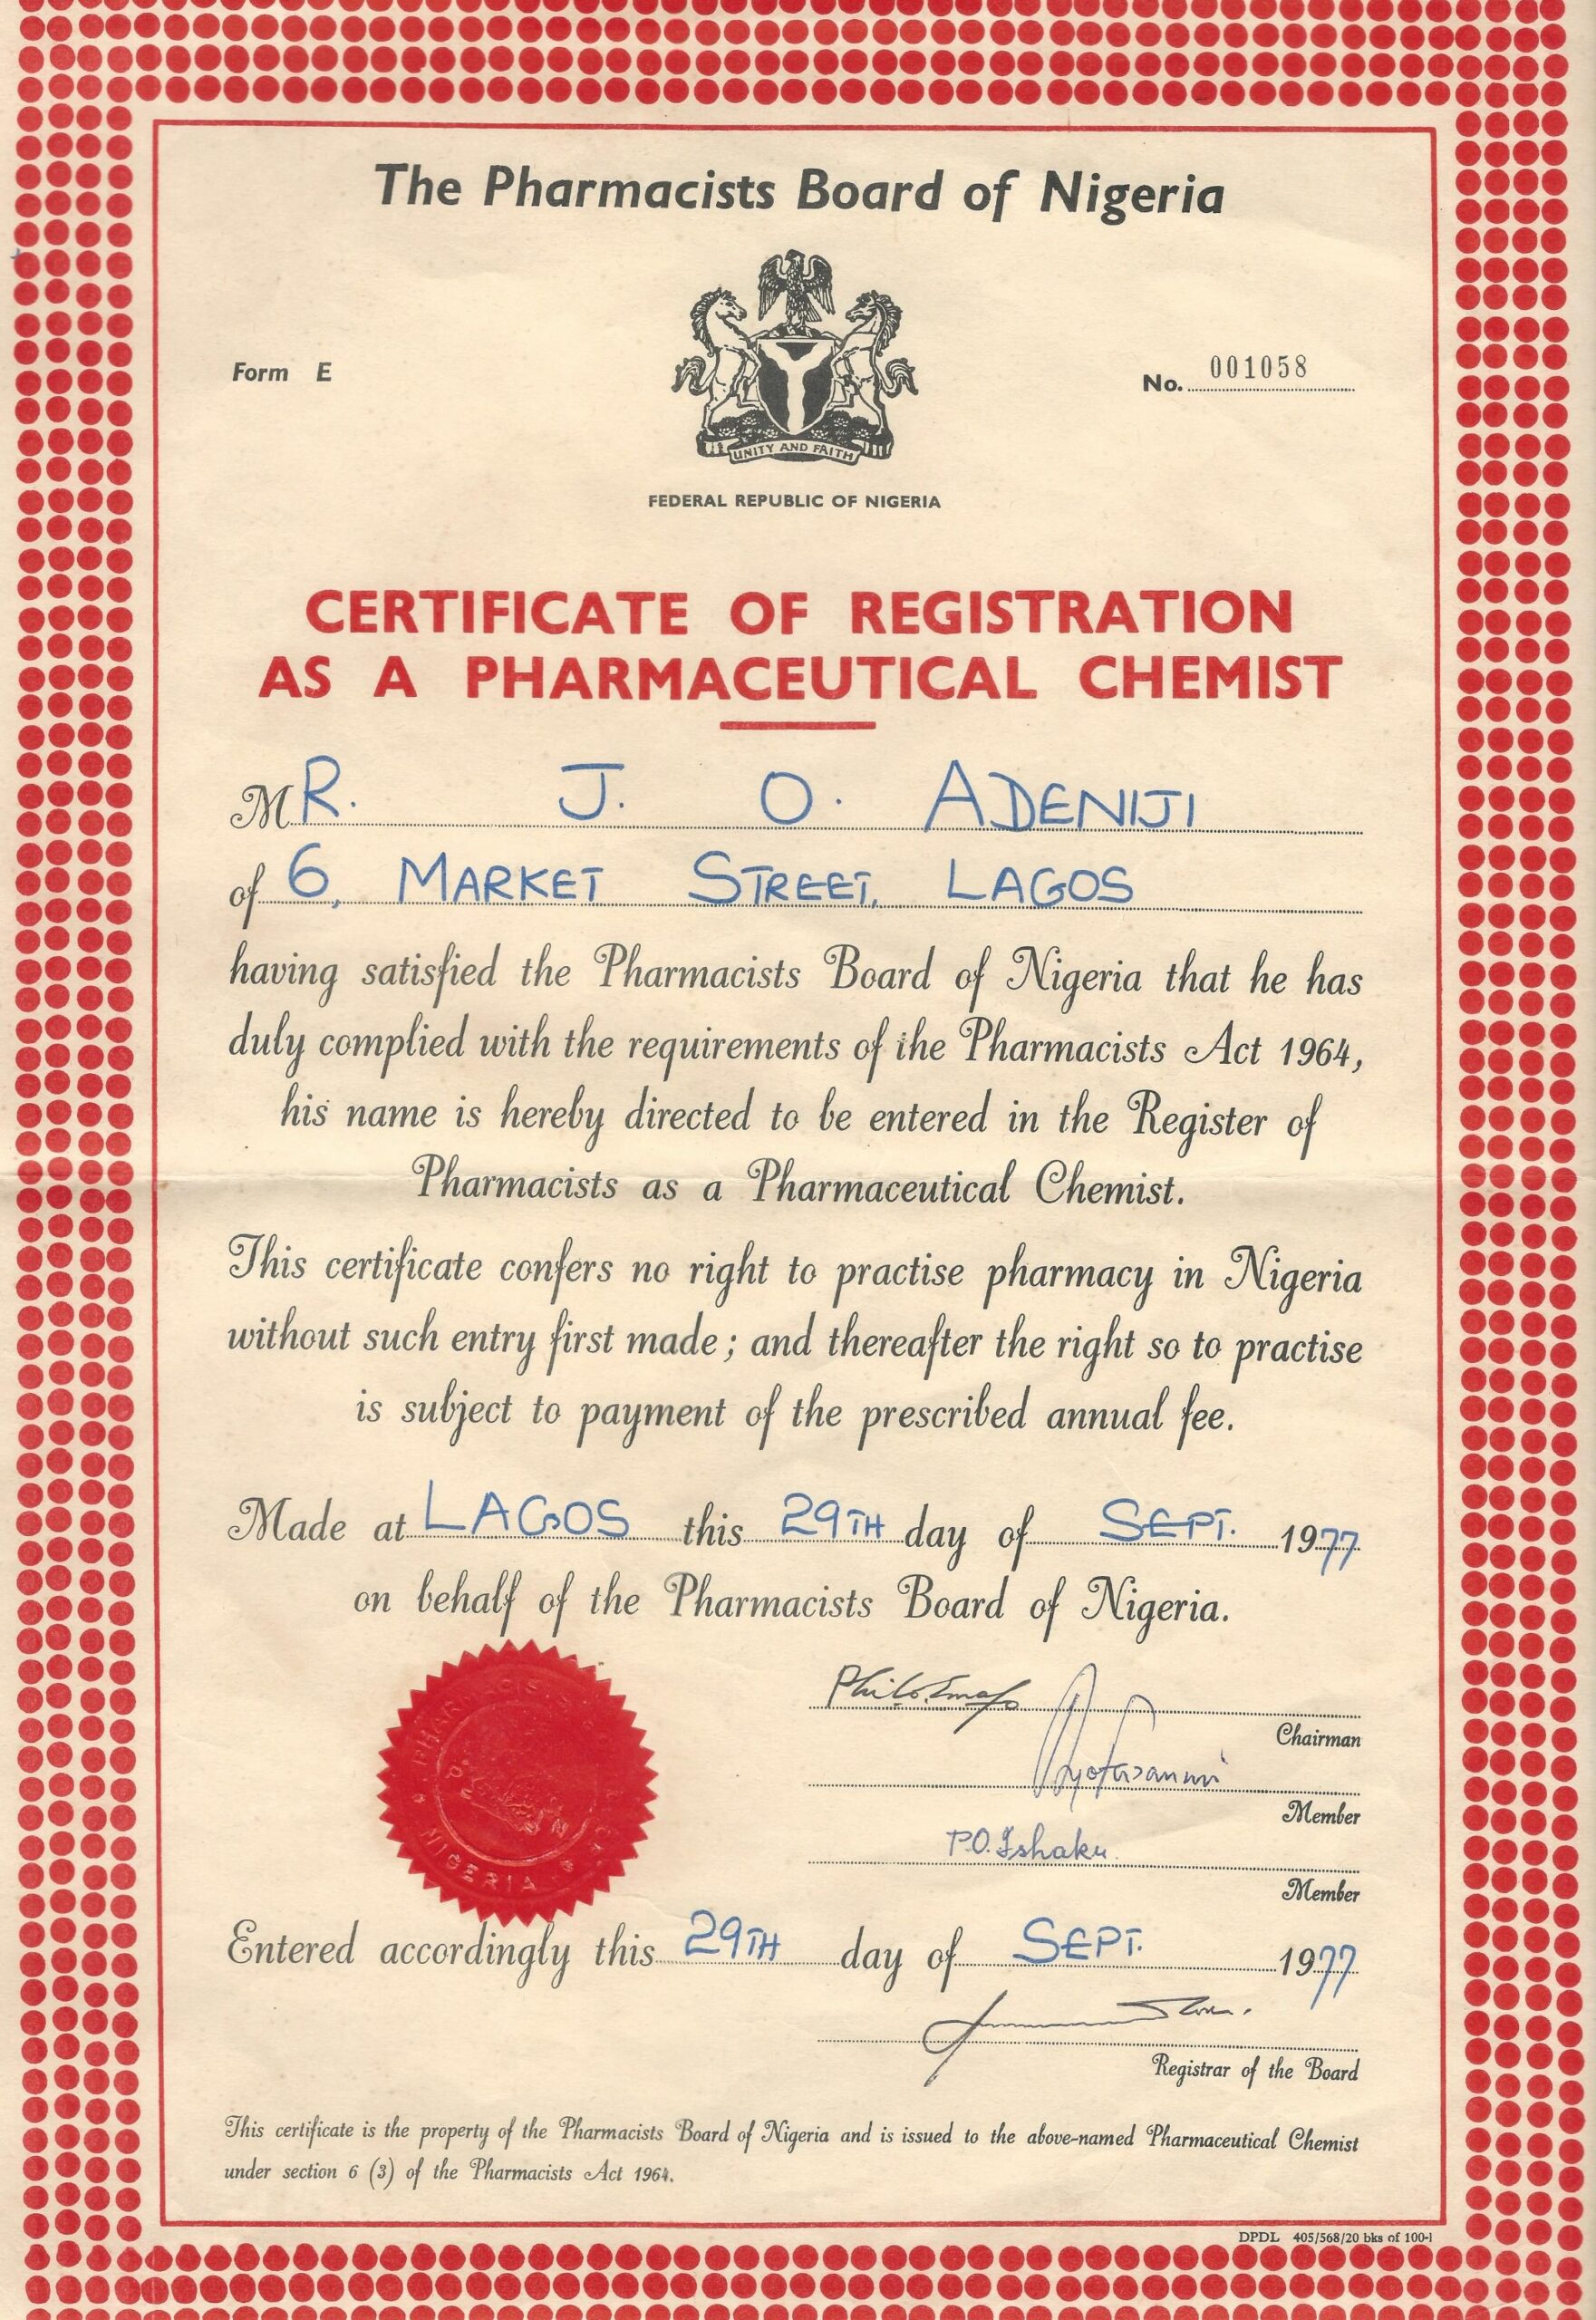 The Pharmacists Board of Nigeria
Form E
No. 001058
UNITY AND FAITH
FEDERAL REPUBLIC OF NIGERIA
CERTIFICATE OF REGISTRATION
AS A PHARMACEUTICAL CHEMIST
MR. J. O. ADENIJI
of 6, MARKET STREET, LAGOS
having satisfied the Pharmacists Board of Nigeria that he has
duly complied with the requirements of the Pharmacists Act 1964,
his name is hereby directed to be entered in the Register of
Pharmacists as a Pharmaceutical Chemist.
This certificate confers no right to practise pharmacy in Nigeria
without such entry first made; and thereafter the right so to practise
is subject to payment of the prescribed annual fee.
Made at LAGOS this 29TH day of SEPT. 1977
on behalf of the Pharmacists Board of Nigeria.
Chairman
Member
P.O. Ishaku
Member
NIGERIA
Entered accordingly this 29TH day of SEPT. 1977
Registrar of the Board
This certificate is the property of the Pharmacists Board of Nigeria and is issued to the above-named Pharmaceutical Chemist
under section 6 (3) of the Pharmacists Act 1964.
DPDL 405/568/20 bks of 100-1